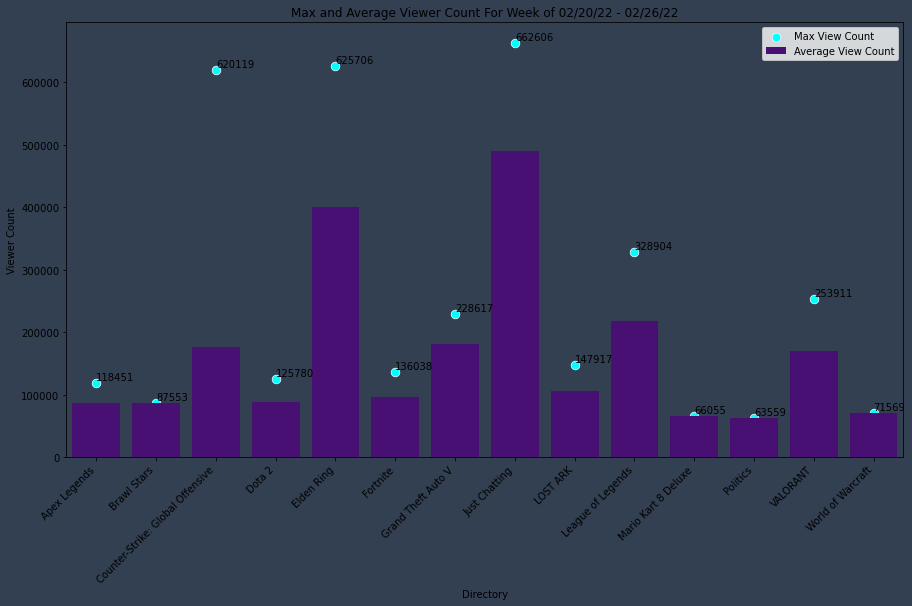 Max and Average Viewer Count For Week of 02/20/22 - 02/26/22
Max View Count
Average View Count
Viewer Count
600000
500000
400000
300000
200000
100000
0
118451
87553
620119
125780
625706
136038
228617
662606
147917
328904
66055
63559
253911
71569
Apex Legends
Brawl Stars
Counter-Strike: Global Offensive
Dota 2
Elden Ring
Fortnite
Grand Theft Auto V
Just Chatting
LOST ARK
League of Legends
Mario Kart 8 Deluxe
Politics
VALORANT
World of Warcraft
Directory